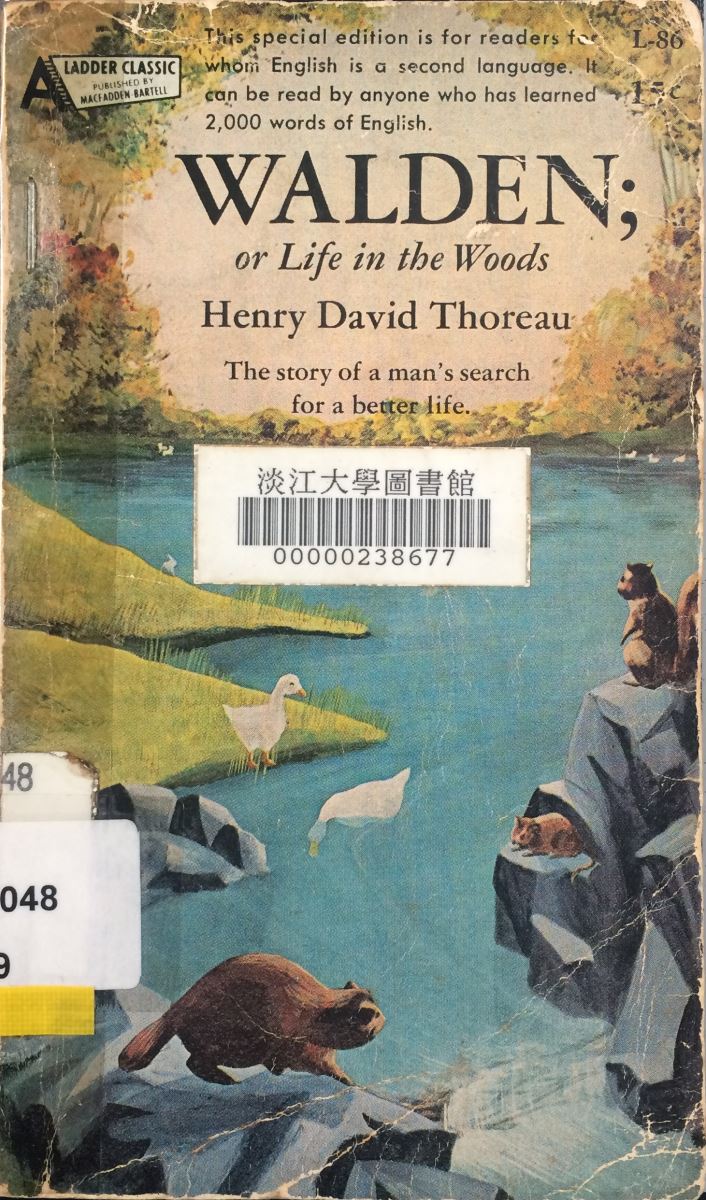 A LADDER CLASSIC
PUBLISHED BY
MACFADDEN BARTELL
This special edition is for readers for
whom English is a second language. It
can be read by anyone who has learned
2,000 words of English.
L-86
WALDEN;
or Life in the Woods
Henry David Thoreau
The story of a man's search
for a better life.
淡江大學圖書館
00000238677
48
048
9